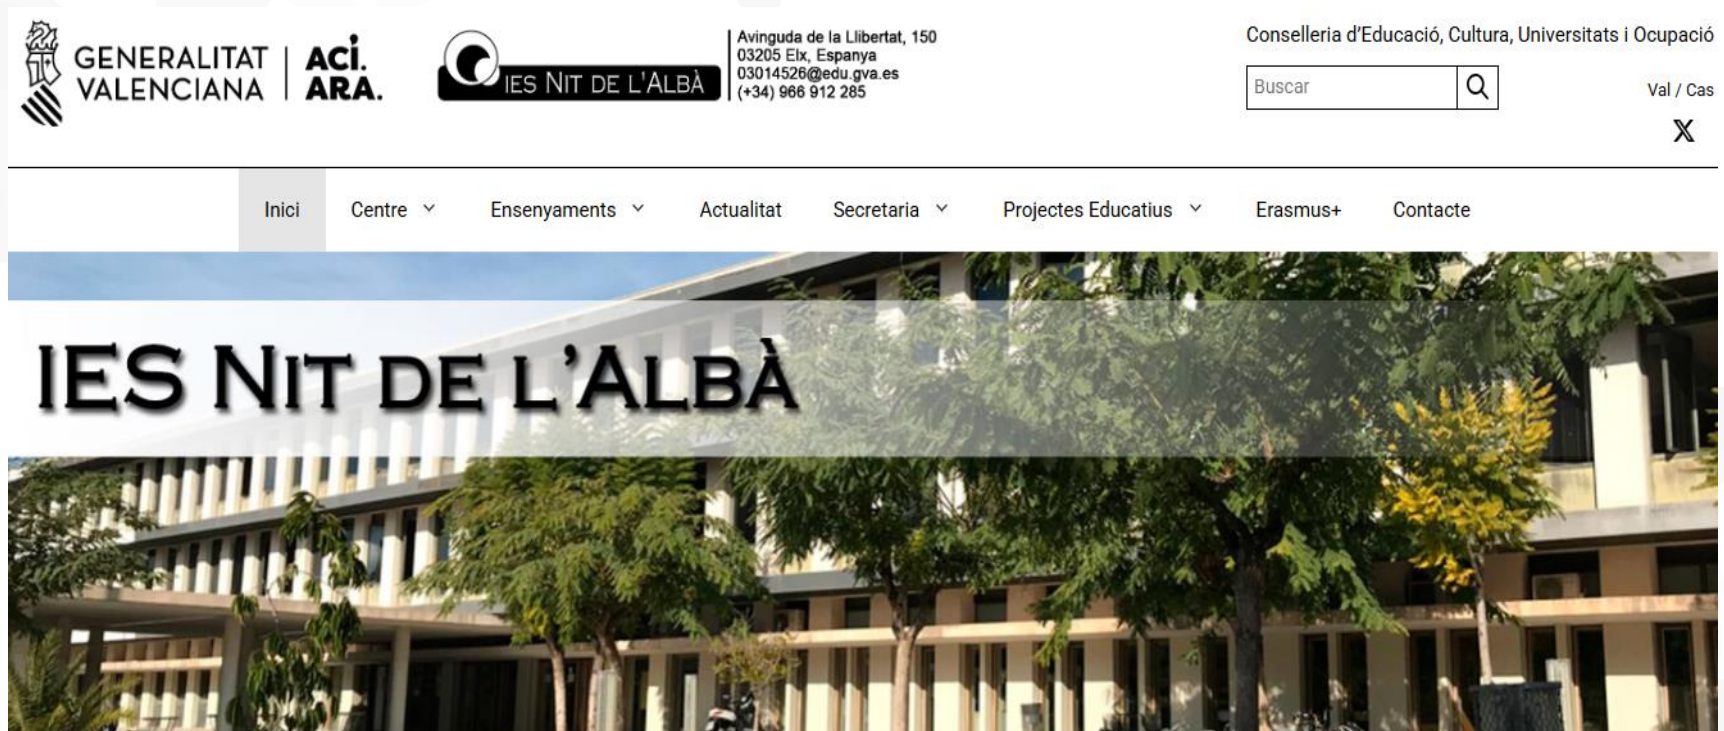 GENERALITAT
VALENCIANA
ACÍ.
ARA.
IES NIT DE L'ALBÀ
Avinguda de la Llibertat, 150
03205 Elx, Espanya
03014526@edu.gva.es
(+34) 966 912 285
Conselleria d'Educació, Cultura, Universitats i Ocupació
Buscar
Val / Cas
Inici Centre Ensenyaments Actualitat Secretaria Projectes Educatius Erasmus+ Contacte
IES NIT DE L'ALBÀ